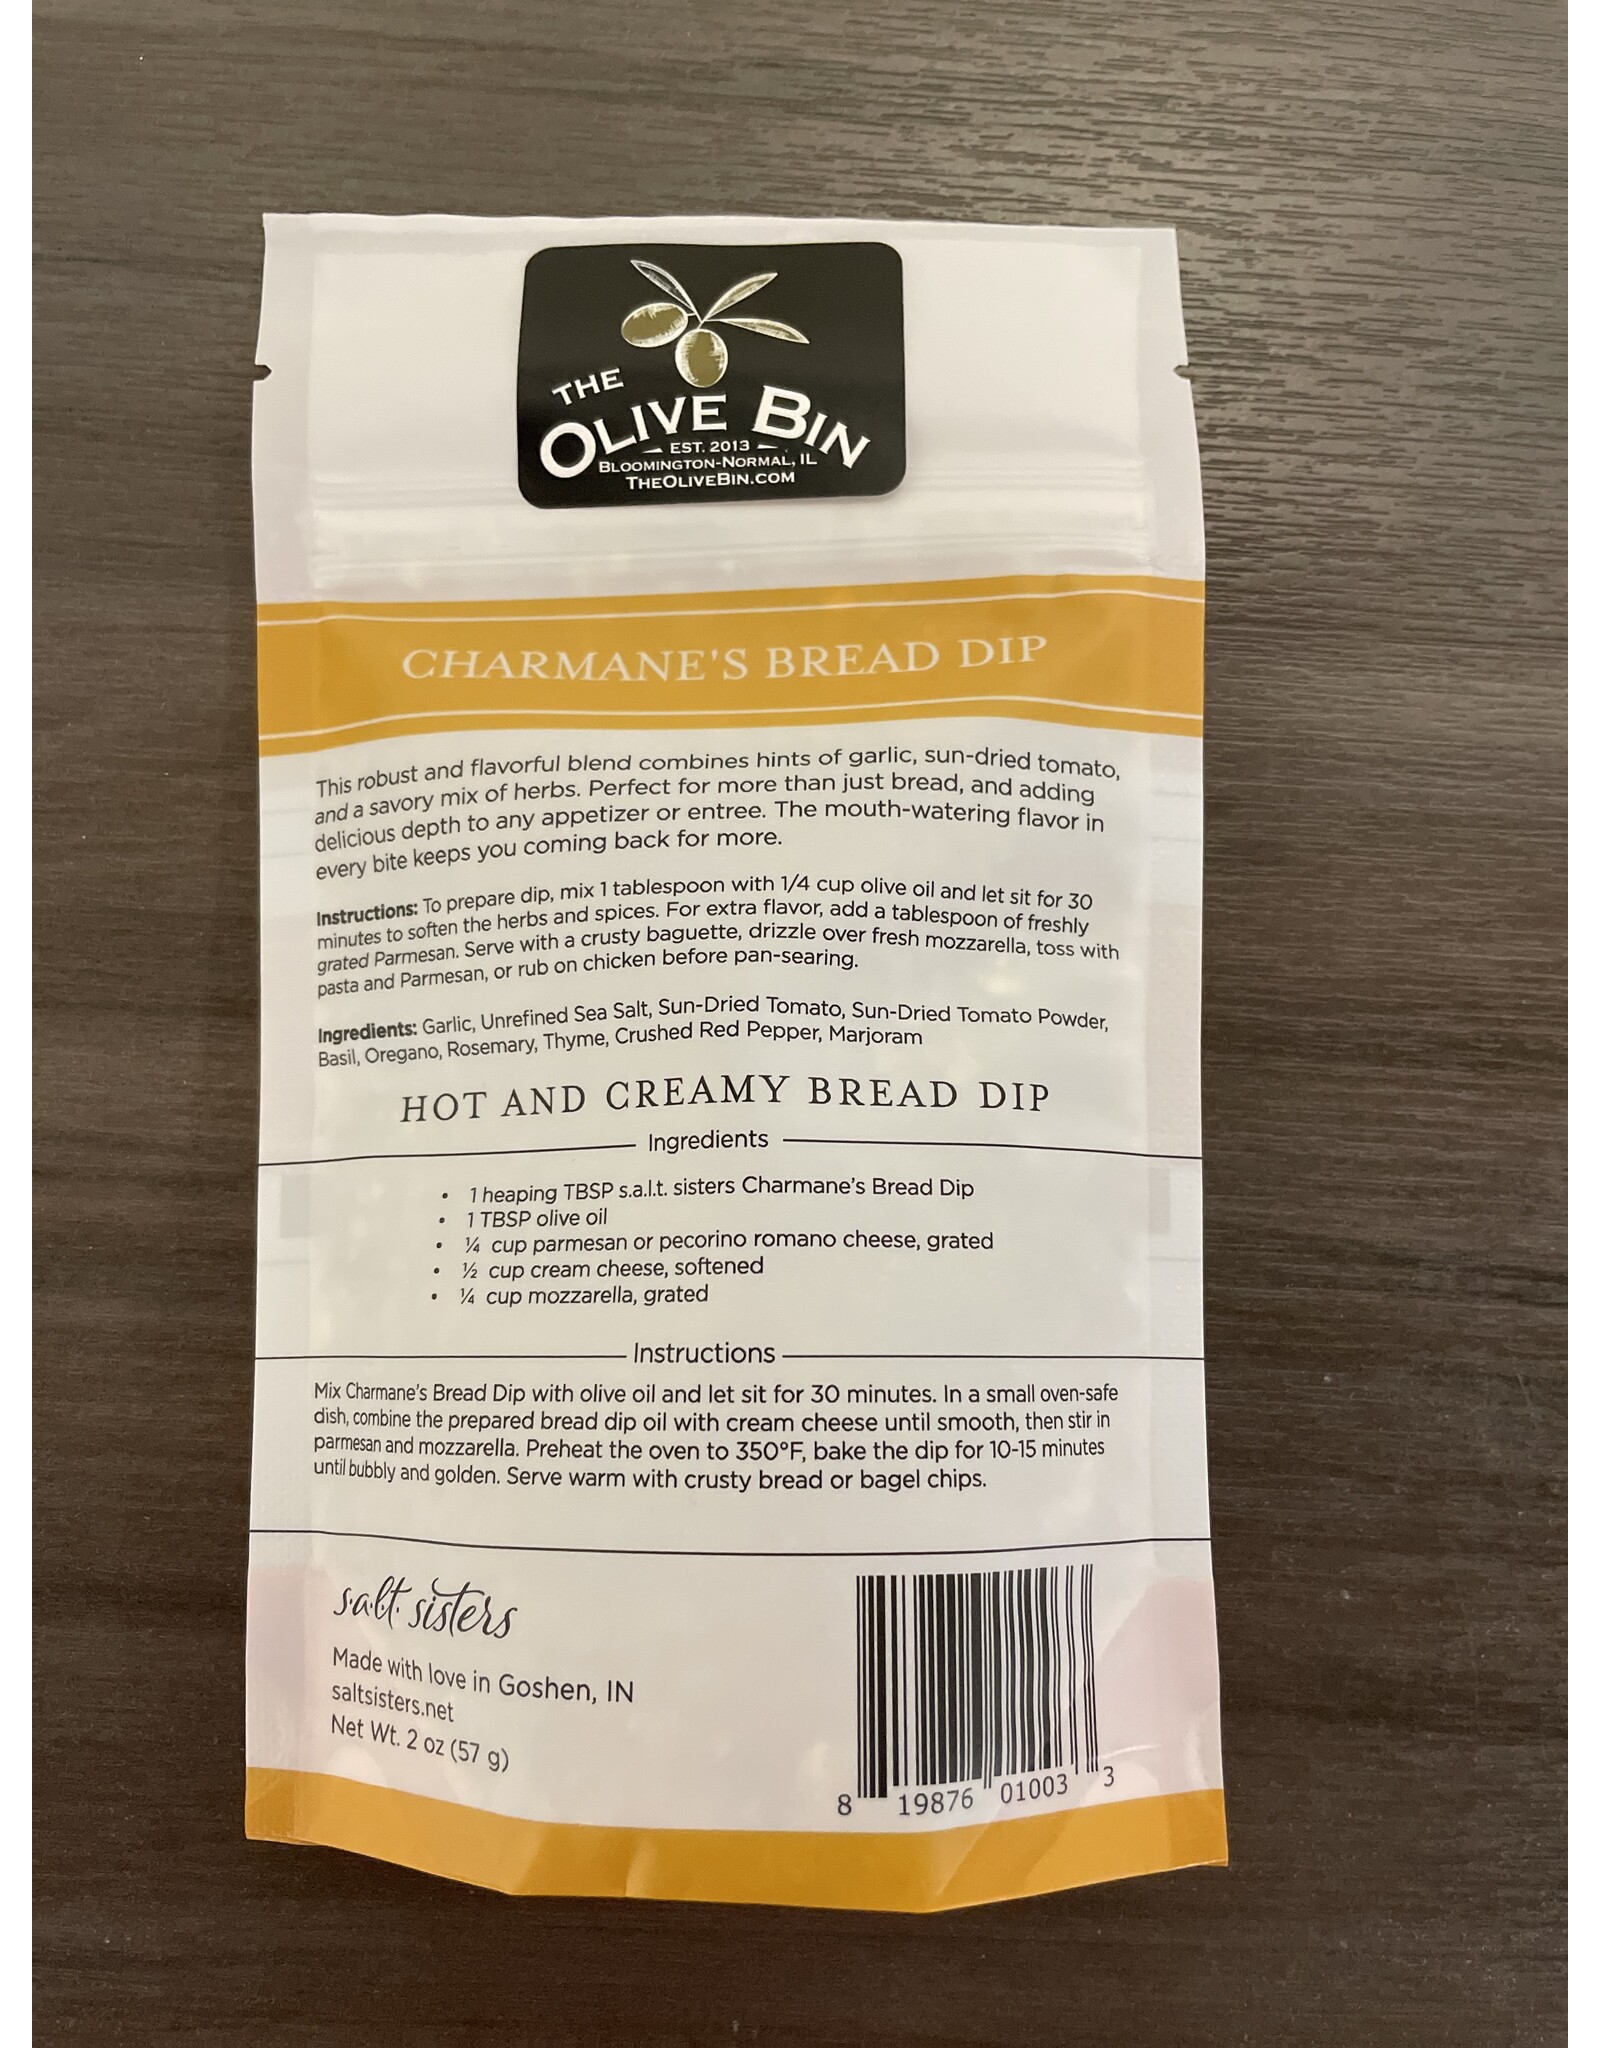 THE
OLIVE BIN
EST. 2013
BLOOMINGTON-NORMAL, IL
THEOLIVEBIN.COM
CHARMANE'S BREAD DIP
This robust and flavorful blend combines hints of garlic, sun-dried tomato,
and a savory mix of herbs. Perfect for more than just bread, and adding
delicious depth to any appetizer or entree. The mouth-watering flavor in
every bite keeps you coming back for more.
Instructions: To prepare dip, mix 1 tablespoon with 1/4 cup olive oil and let sit for 30
minutes to soften the herbs and spices. For extra flavor, add a tablespoon of freshly
grated Parmesan. Serve with a crusty baguette, drizzle over fresh mozzarella, toss with
pasta and Parmesan, or rub on chicken before pan-searing.
Ingredients: Garlic, Unrefined Sea Salt, Sun-Dried Tomato, Sun-Dried Tomato Powder,
Basil, Oregano, Rosemary, Thyme, Crushed Red Pepper, Marjoram
HOT AND CREAMY BREAD DIP
Ingredients
• 1 heaping TBSP s.a.l.t. sisters Charmane's Bread Dip
• 1 TBSP olive oil
• ¼ cup parmesan or pecorino romano cheese, grated
• ½ cup cream cheese, softened
• ¼ cup mozzarella, grated
Instructions
Mix Charmane's Bread Dip with olive oil and let sit for 30 minutes. In a small oven-safe
dish, combine the prepared bread dip oil with cream cheese until smooth, then stir in
parmesan and mozzarella. Preheat the oven to 350°F, bake the dip for 10-15 minutes
until bubbly and golden. Serve warm with crusty bread or bagel chips.
s.a.l.t. sisters
Made with love in Goshen, IN
saltsisters.net
Net Wt. 2 oz (57 g)
8 19876 01003 3